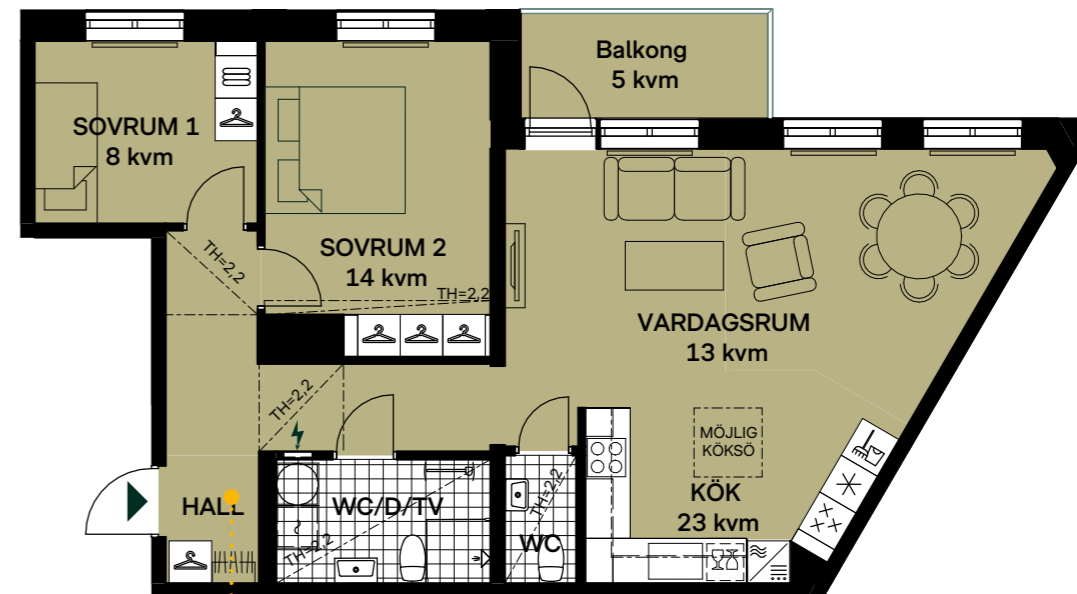 Balkong
5 kvm
SOVRUM 1
8 kvm
SOVRUM 2
14 kvm
TH=2,2
TH=2,2
VARDAGSRUM
13 kvm
TH=2,2
MÖJLIG
KÖKSÖ
KÖK
23 kvm
HALL
WC/D/TV
TH=2,2
WC
TH=2,2